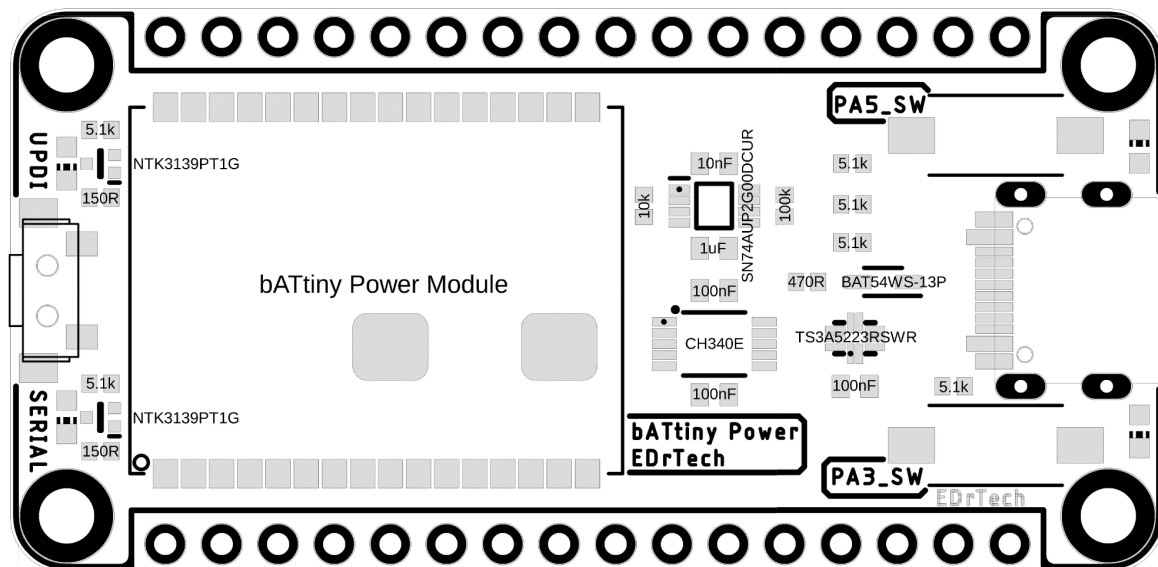 PA5_SW
UPDI
5.1k
NTK3139PT1G
150R
10nF
SN74AUP2G00DCUR
10k
100k
1uF
5.1k
5.1k
5.1k
bATtiny Power Module
100nF
470R
BAT54WS-13P
CH340E
TS3A5223RSWR
100nF
100nF
5.1k
SERIAL
5.1k
NTK3139PT1G
150R
bATtiny Power
EDrTech
PA3_SW
EDrTech